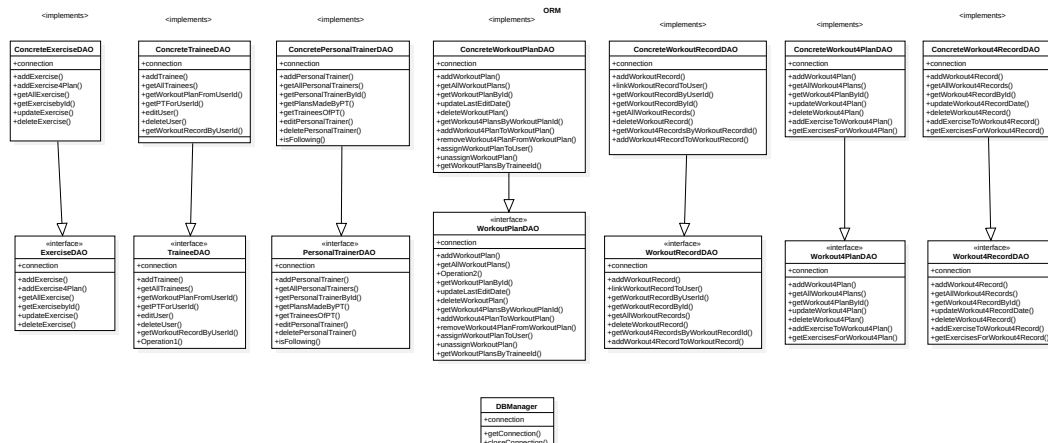 ORM
<implements>
<implements>
<implements>
<implements>
<implements>
<implements>
<implements>
ConcreteExerciseDAO
+connection
+addExercise()
+addExercise4Plan()
+getAllExercise()
+getExercisebyId()
+updateExercise()
+deleteExercise()
ConcreteTraineeDAO
+connection
+addTrainee()
+getAllTrainees()
+getWorkoutPlanFromUserId()
+getPTForUserId()
+editUser()
+deleteUser()
+getWorkoutRecordByUserId()
ConcretePersonalTrainerDAO
+connection
+addPersonalTrainer()
+getAllPersonalTrainers()
+getPersonalTrainerById()
+getPlansMadeByPT()
+getTraineesOfPT()
+editPersonalTrainer()
+deletePersonalTrainer()
+isFollowing()
ConcreteWorkoutPlanDAO
+connection
+addWorkoutPlan()
+getAllWorkoutPlans()
+getWorkoutPlanById()
+updateLastEditDate()
+deleteWorkoutPlan()
+getWorkout4PlansByWorkoutPlanId()
+addWorkout4PlanToWorkoutPlan()
+removeWorkout4PlanFromWorkoutPlan()
+assignWorkoutPlanToUser()
+unassignWorkoutPlan()
+getWorkoutPlansByTraineeId()
ConcreteWorkoutRecordDAO
+connection
+addWorkoutRecord()
+linkWorkoutRecordToUser()
+getWorkoutRecordByUserId()
+getWorkoutRecordById()
+getAllWorkoutRecords()
+deleteWorkoutRecord()
+getWorkout4RecordsByWorkoutRecordId()
+addWorkout4RecordToWorkoutRecord()
ConcreteWorkout4PlanDAO
+connection
+addWorkout4Plan()
+getAllWorkout4Plans()
+getWorkout4PlanById()
+updateWorkout4Plan()
+deleteWorkout4Plan()
+addExerciseToWorkout4Plan()
+getExercisesForWorkout4Plan()
ConcreteWorkout4RecordDAO
+connection
+addWorkout4Record()
+getAllWorkout4Records()
+getWorkout4RecordById()
+updateWorkout4RecordDate()
+deleteWorkout4Record()
+addExerciseToWorkout4Record()
+getExercisesForWorkout4Record()
«interface»
ExerciseDAO
+connection
+addExercise()
+addExercise4Plan()
+getAllExercise()
+getExercisebyId()
+updateExercise()
+deleteExercise()
«interface»
TraineeDAO
+connection
+addTrainee()
+getAllTrainees()
+getWorkoutPlanFromUserId()
+getPTForUserId()
+editUser()
+deleteUser()
+getWorkoutRecordByUserId()
+Operation1()
«interface»
PersonalTrainerDAO
+connection
+addPersonalTrainer()
+getAllPersonalTrainers()
+getPersonalTrainerById()
+getPlansMadeByPT()
+getTraineesOfPT()
+editPersonalTrainer()
+deletePersonalTrainer()
+isFollowing()
«interface»
WorkoutPlanDAO
+connection
+addWorkoutPlan()
+getAllWorkoutPlans()
+Operation2()
+getWorkoutPlanById()
+updateLastEditDate()
+deleteWorkoutPlan()
+getWorkout4PlansByWorkoutPlanId()
+addWorkout4PlanToWorkoutPlan()
+removeWorkout4PlanFromWorkoutPlan()
+assignWorkoutPlanToUser()
+unassignWorkoutPlan()
+getWorkoutPlansByTraineeId()
«interface»
WorkoutRecordDAO
+connection
+addWorkoutRecord()
+linkWorkoutRecordToUser()
+getWorkoutRecordByUserId()
+getWorkoutRecordById()
+getAllWorkoutRecords()
+deleteWorkoutRecord()
+getWorkout4RecordsByWorkoutRecordId()
+addWorkout4RecordToWorkoutRecord()
«interface»
Workout4PlanDAO
+connection
+addWorkout4Plan()
+getAllWorkout4Plans()
+getWorkout4PlanById()
+updateWorkout4Plan()
+deleteWorkout4Plan()
+addExerciseToWorkout4Plan()
+getExercisesForWorkout4Plan()
«interface»
Workout4RecordDAO
+connection
+addWorkout4Record()
+getAllWorkout4Records()
+getWorkout4RecordById()
+updateWorkout4RecordDate()
+deleteWorkout4Record()
+addExerciseToWorkout4Record()
+getExercisesForWorkout4Record()
DBManager
+connection
+getConnection()
+closeConnection()